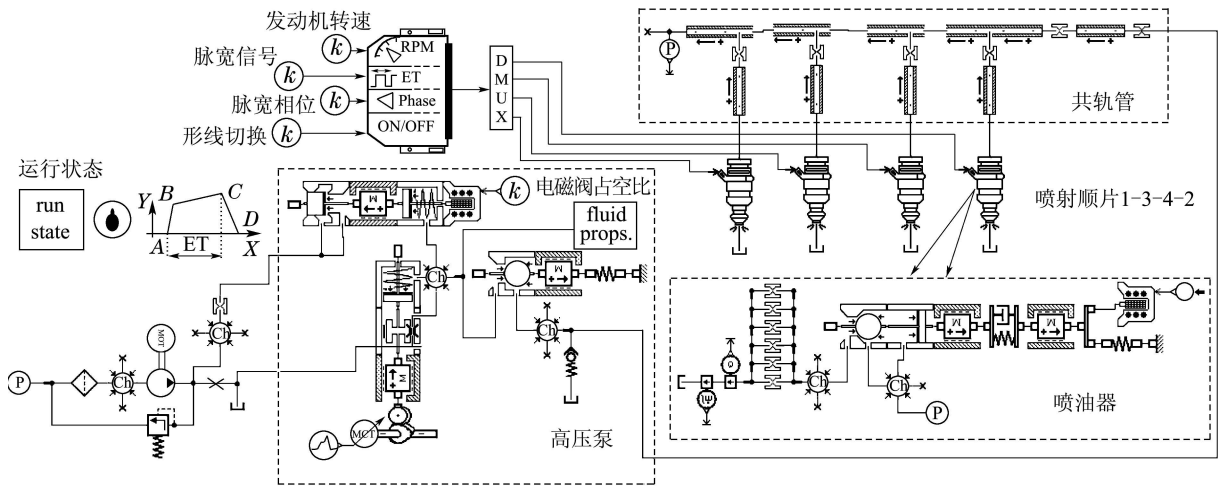 发动机转速
k
RPM
脉宽信号
k
ET
脉宽相位
k
Phase
形线切换
k
ON/OFF
D
M
U
X
P
共轨管
运行状态
run
state
Y
B
C
D
A
ET
X
k
电磁阀占空比
fluid
props.
喷射顺片1-3-4-2
Ch
Ch
M
M
MOT
Ch
P
Ch
Ch
M
MCT
高压泵
M
M
Q
m
Ch
Ch
P
喷油器